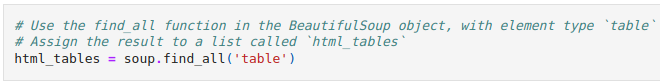 # Use the find_all function in the BeautifulSoup object, with element type `table`
# Assign the result to a list called `html_tables`
html_tables = soup.find_all('table')